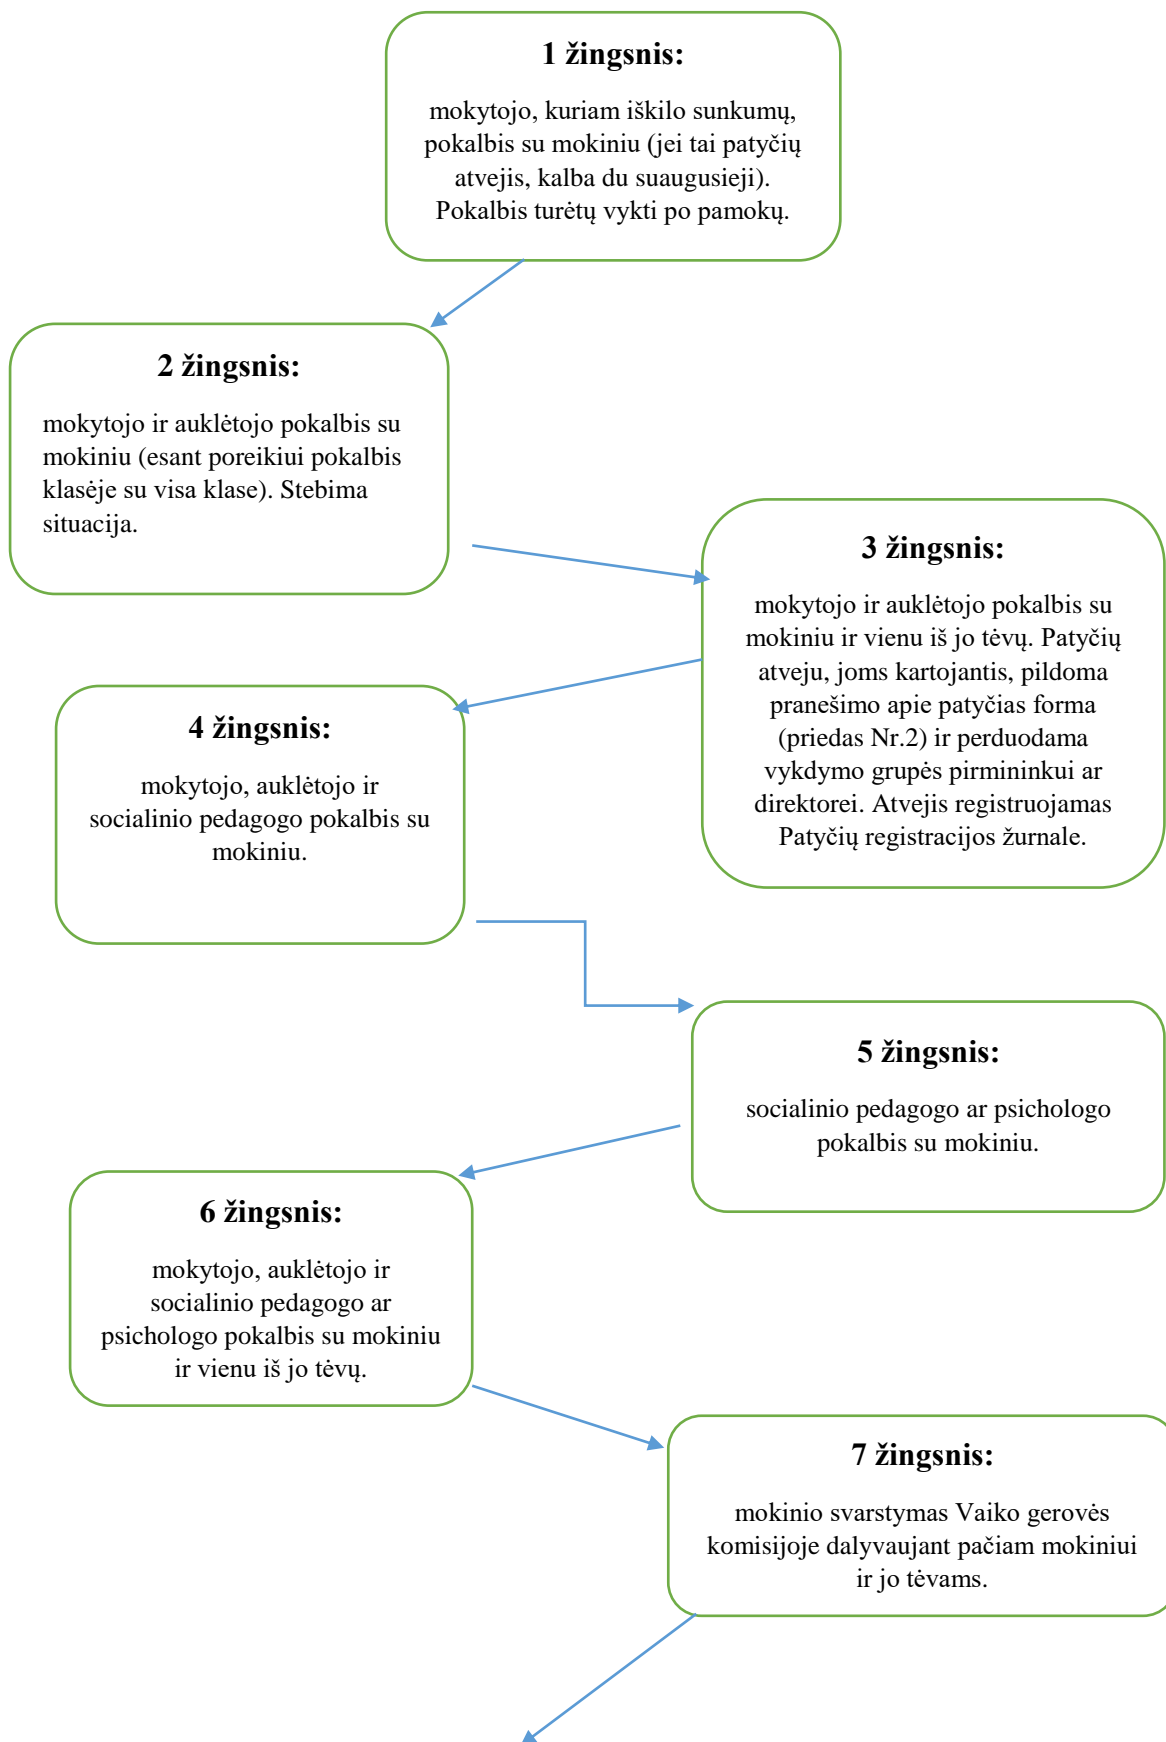 1 žingsnis:
mokytojo, kuriam iškilo sunkumų,
pokalbis su mokiniu (jei tai patyčių
atvejis, kalba du suaugusieji).
Pokalbis turėtų vykti po pamokų.
2 žingsnis:
mokytojo ir auklėtojo pokalbis su
mokiniu (esant poreikiui pokalbis
klasėje su visa klase). Stebima
situacija.
3 žingsnis:
mokytojo ir auklėtojo pokalbis su
mokiniu ir vienu iš jo tėvų. Patyčių
atveju, joms kartojantis, pildoma
pranešimo apie patyčias forma
(priedas Nr.2) ir perduodama
vykdymo grupės pirmininkui ar
direktorei. Atvejis registruojamas
Patyčių registracijos žurnale.
4 žingsnis:
mokytojo, auklėtojo ir
socialinio pedagogo pokalbis su
mokiniu.
5 žingsnis:
socialinio pedagogo ar psichologo
pokalbis su mokiniu.
6 žingsnis:
mokytojo, auklėtojo ir
socialinio pedagogo ar
psichologo pokalbis su mokiniu
ir vienu iš jo tėvų.
7 žingsnis:
mokinio svarstymas Vaiko gerovės
komisijoje dalyvaujant pačiam mokiniui
ir jo tėvams.